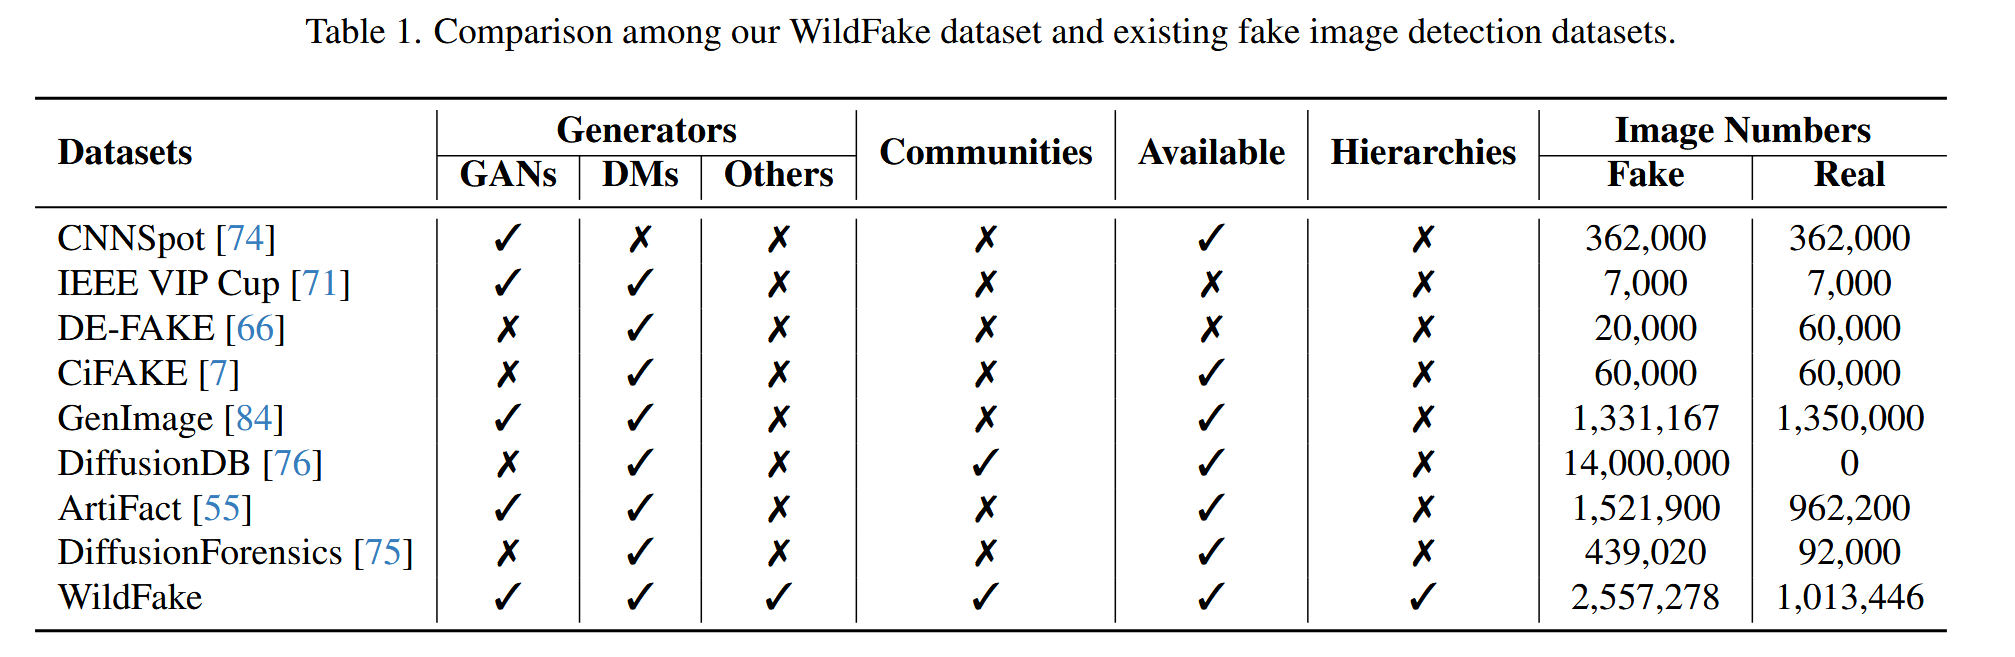 Table 1. Comparison among our WildFake dataset and existing fake image detection datasets.
Datasets Generators Communities Available Hierarchies Image Numbers
GANs DMs Others Fake Real
CNNSpot [74] ✓ ✗ ✗ ✗ ✓ ✗ 362,000 362,000
IEEE VIP Cup [71] ✓ ✓ ✗ ✗ ✗ ✗ 7,000 7,000
DE-FAKE [66] ✗ ✓ ✗ ✗ ✗ ✗ 20,000 60,000
CiFAKE [7] ✗ ✓ ✗ ✗ ✓ ✗ 60,000 60,000
GenImage [84] ✓ ✓ ✗ ✗ ✓ ✗ 1,331,167 1,350,000
DiffusionDB [76] ✗ ✓ ✗ ✓ ✓ ✗ 14,000,000 0
ArtiFact [55] ✓ ✓ ✗ ✗ ✓ ✗ 1,521,900 962,200
DiffusionForensics [75] ✗ ✓ ✗ ✗ ✓ ✗ 439,020 92,000
WildFake ✓ ✓ ✓ ✓ ✓ ✓ 2,557,278 1,013,446